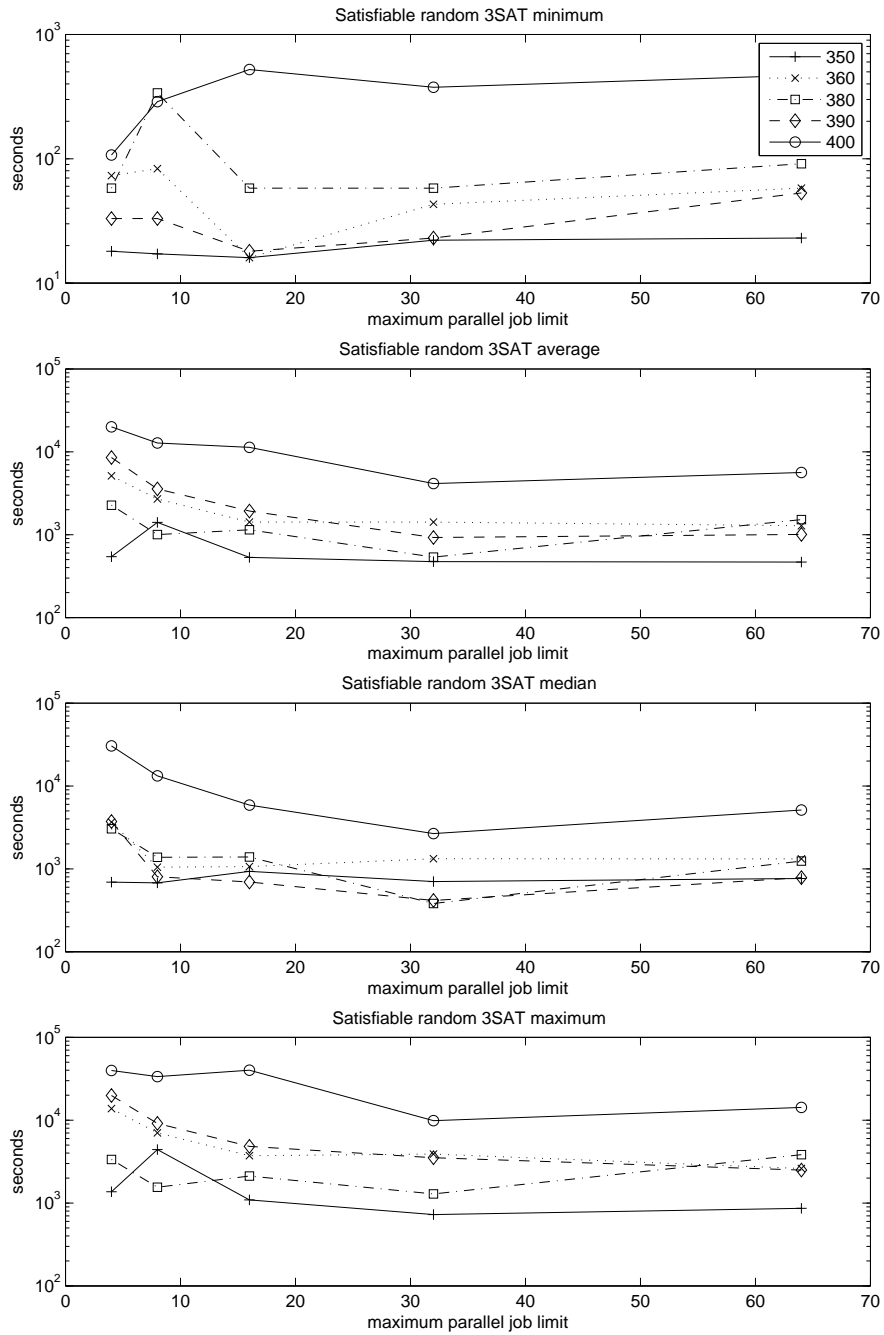 Satisfiable random 3SAT minimum
10^3
10^2
10^1
seconds
0 10 20 30 40 50 60 70
maximum parallel job limit
350
360
380
390
400
Satisfiable random 3SAT average
10^5
10^4
10^3
10^2
seconds
0 10 20 30 40 50 60 70
maximum parallel job limit
Satisfiable random 3SAT median
10^5
10^4
10^3
10^2
seconds
0 10 20 30 40 50 60 70
maximum parallel job limit
Satisfiable random 3SAT maximum
10^5
10^4
10^3
10^2
seconds
0 10 20 30 40 50 60 70
maximum parallel job limit